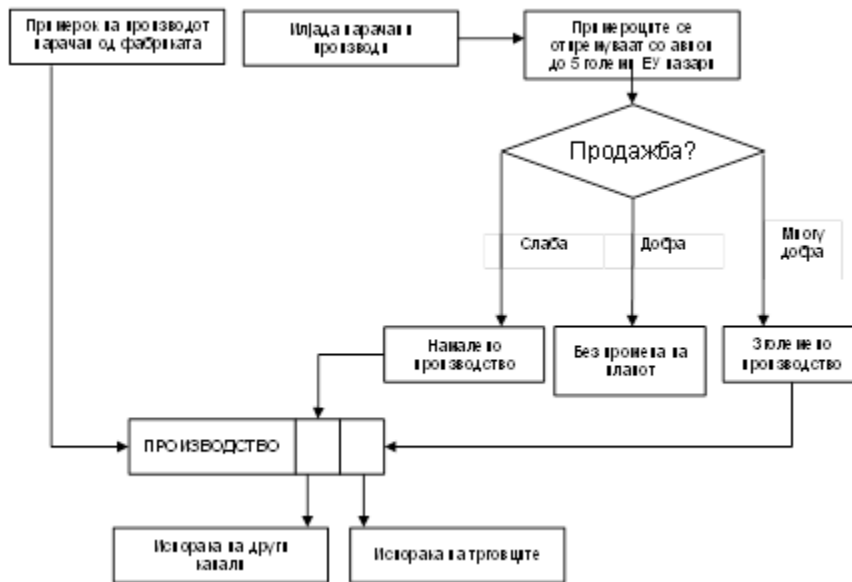 Примерок на производот
нарачан од фабриката
Илјада нарачани
производи
Примероците се
отпремуваат со авион
до 5 големи ЕУ пазари
Продажба?
Слаба
Добра
Многу
добра
Намалено
производство
Без промена на
планот
Зголемено
производство
ПРОИЗВОДСТВО
Испорака на други
канали
Испорака на трговците